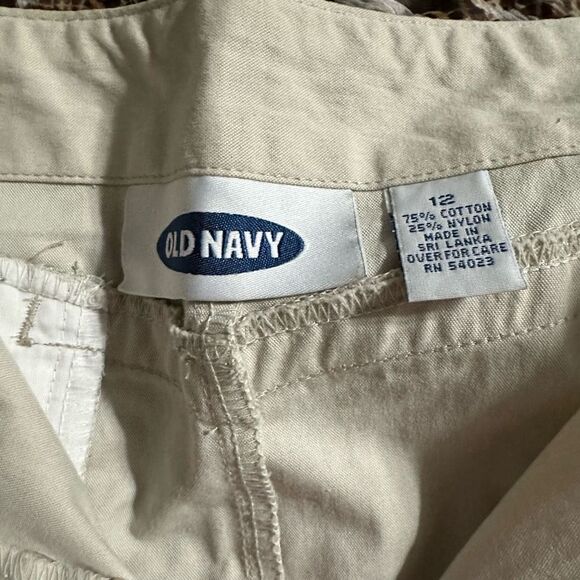 OLD NAVY
12
75% COTTON
25% NYLON
MADE IN
SRI LANKA
OVER FOR CARE
RN 54023